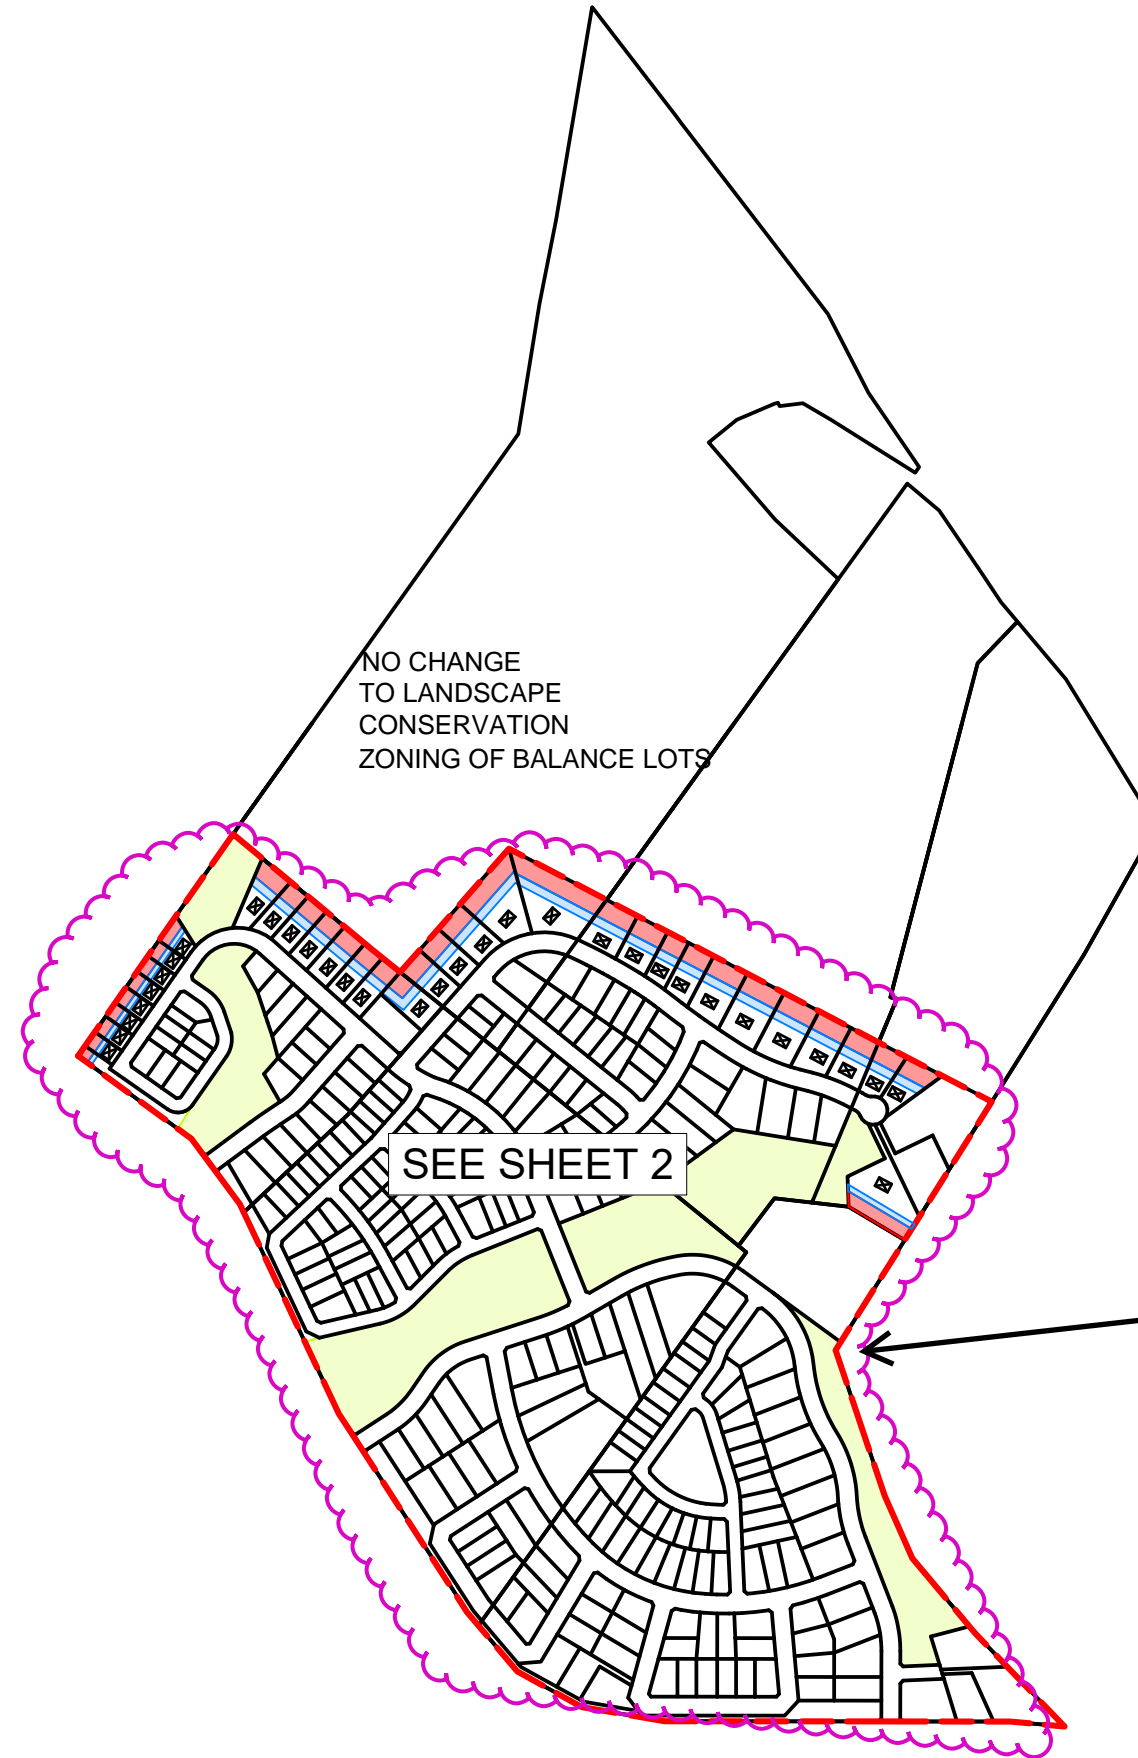 NO CHANGE
TO LANDSCAPE
CONSERVATION
ZONING OF BALANCE LOTS
SEE SHEET 2